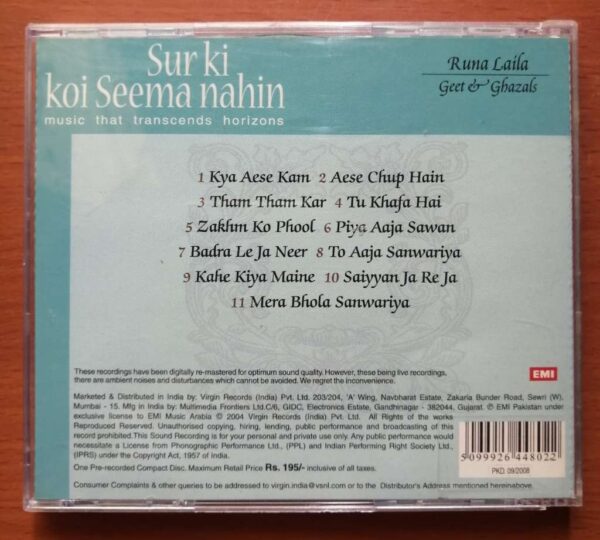 Sur ki
koi Seema nahin
music that transcends horizons
Runa Laila
Geet & Ghazals
1 Kya Aese Kam 2 Aese Chup Hain
3 Tham Tham Kar 4 Tu Khafa Hai
5 Zakhm Ko Phool 6 Piya Aaja Sawan
7 Badra Le Ja Neer 8 To Aaja Sanwariya
9 Kahe Kiya Maine 10 Saiyyan Ja Re Ja
11 Mera Bhola Sanwariya
These recordings have been digitally re-mastered for optimum sound quality. However, these being live recordings,
there are ambient noises and disturbances which cannot be avoided. We regret the inconvenience.
EMI
Marketed & Distributed in India by: Virgin Records (India) Pvt. Ltd. 203/204, 'A' Wing, Navbharat Estate, Zakaria Bunder Road, Sewri (W),
Mumbai - 15. Mfg in India by: Multimedia Frontiers Ltd.C/6, GIDC, Electronics Estate, Gandhinagar - 382044, Gujarat. ℗ EMI Pakistan under
exclusive license to EMI Music Arabia © 2004 Virgin Records (India) Pvt. Ltd. All Rights of the works
Reproduced Reserved. Unauthorised copying, hiring, lending, public performance and broadcasting of this
record prohibited.This Sound Recording is for your personal and private use only. Any public performance would
necessitate a License from Phonographic Performance Ltd., (PPL) and Indian Performing Right Society Ltd.,
(IPRS) under the Copyright Act, 1957 of India.
One Pre-recorded Compact Disc. Maximum Retail Price Rs. 195/- inclusive of all taxes.
5 099926 448022
PKD. 09/2008
Consumer Complaints & other queries to be addressed to virgin.india@vsnl.com or to the Distributor's Address mentioned hereinabove.